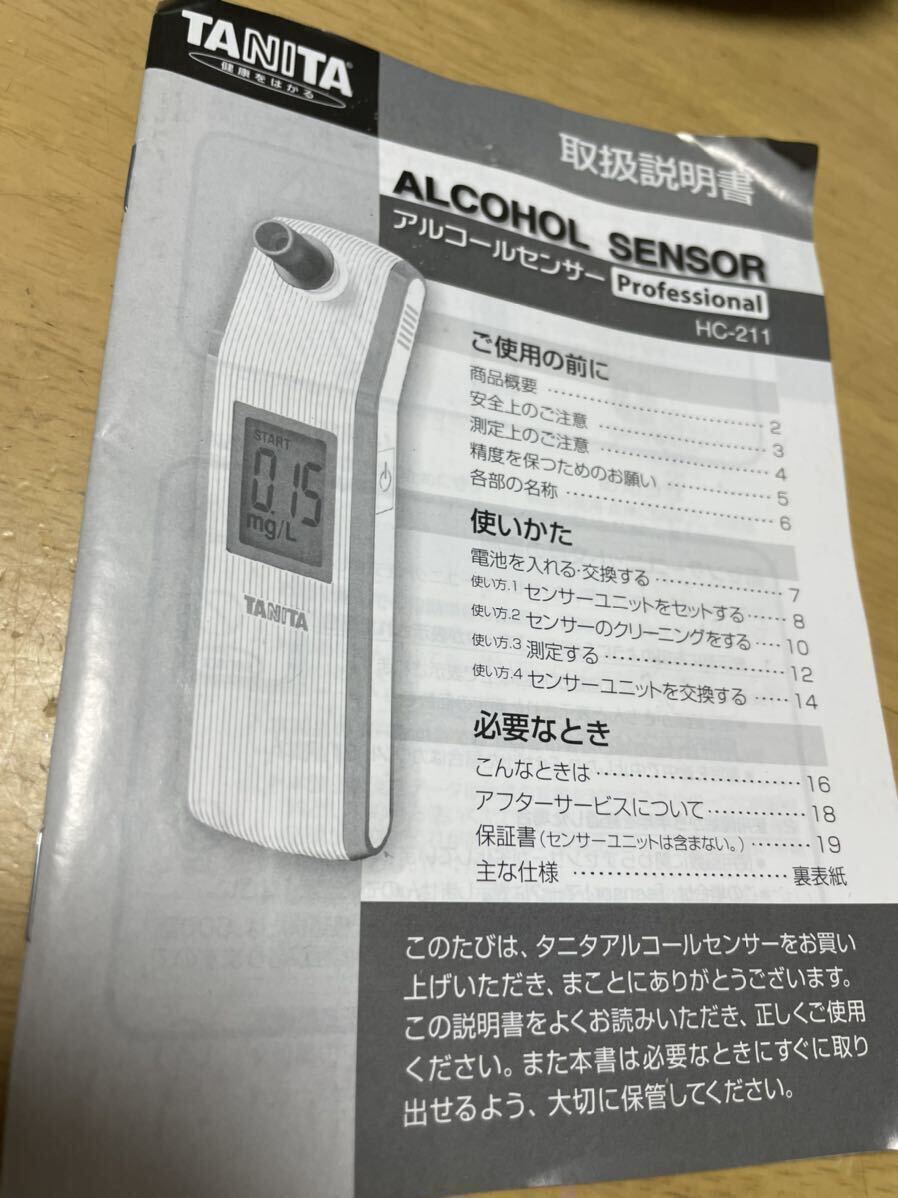 TANITA
健康をはかる
取扱説明書
ALCOHOL SENSOR
アルコールセンサー Professional
HC-211
START
0.15
mg/L
TANITA
ご使用の前に
商品概要 …………………………… 2
安全上のご注意 …………………… 3
測定上のご注意 …………………… 4
精度を保つためのお願い ………… 5
各部の名称 ………………………… 6
使いかた
電池を入れる・交換する …………… 7
使い方.1 センサーユニットをセットする …… 8
使い方.2 センサーのクリーニングをする …… 10
使い方.3 測定する …………………… 12
使い方.4 センサーユニットを交換する …… 14
必要なとき
こんなときは ……………………… 16
アフターサービスについて ………… 18
保証書(センサーユニットは含まない。) …… 19
主な仕様 ………………………… 裏表紙
このたびは、タニタアルコールセンサーをお買い
上げいただき、まことにありがとうございます。
この説明書をよくお読みいただき、正しくご使用
ください。また本書は必要なときにすぐに取り
出せるよう、大切に保管してください。